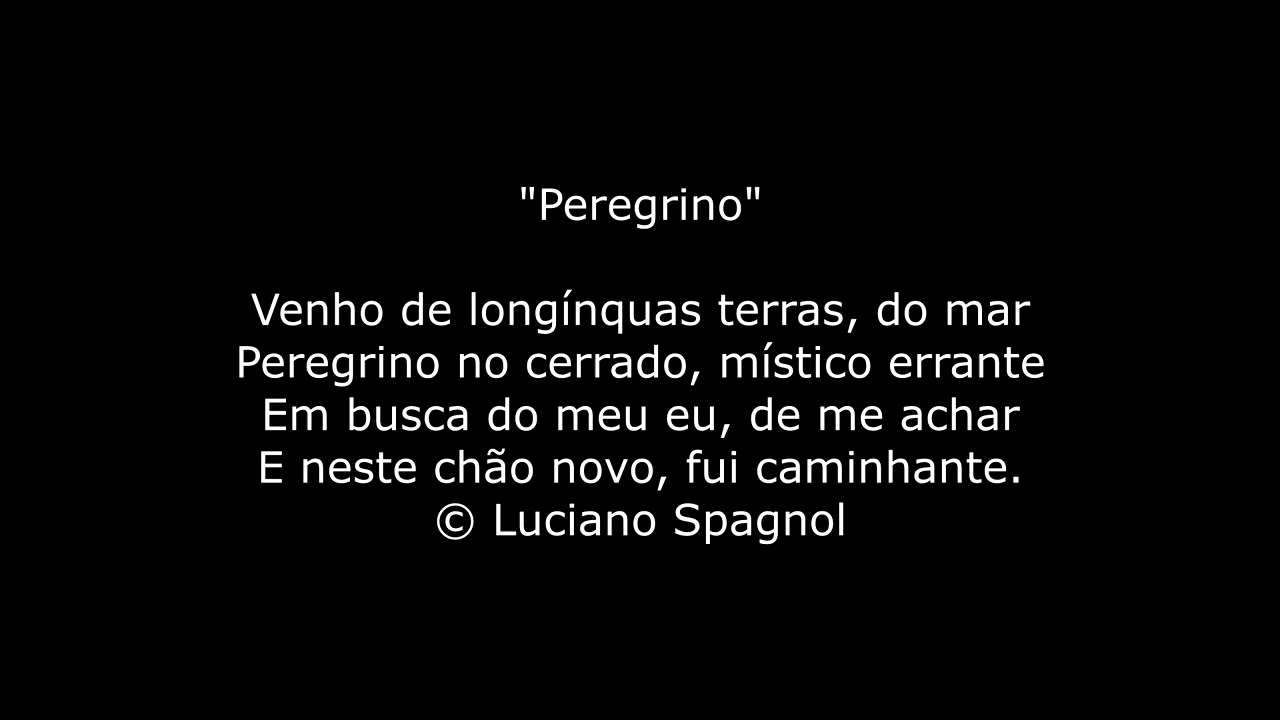 "Peregrino"
Venho de longínquas terras, do mar
Peregrino no cerrado, místico errante
Em busca do meu eu, de me achar
E neste chão novo, fui caminhante.
© Luciano Spagnol